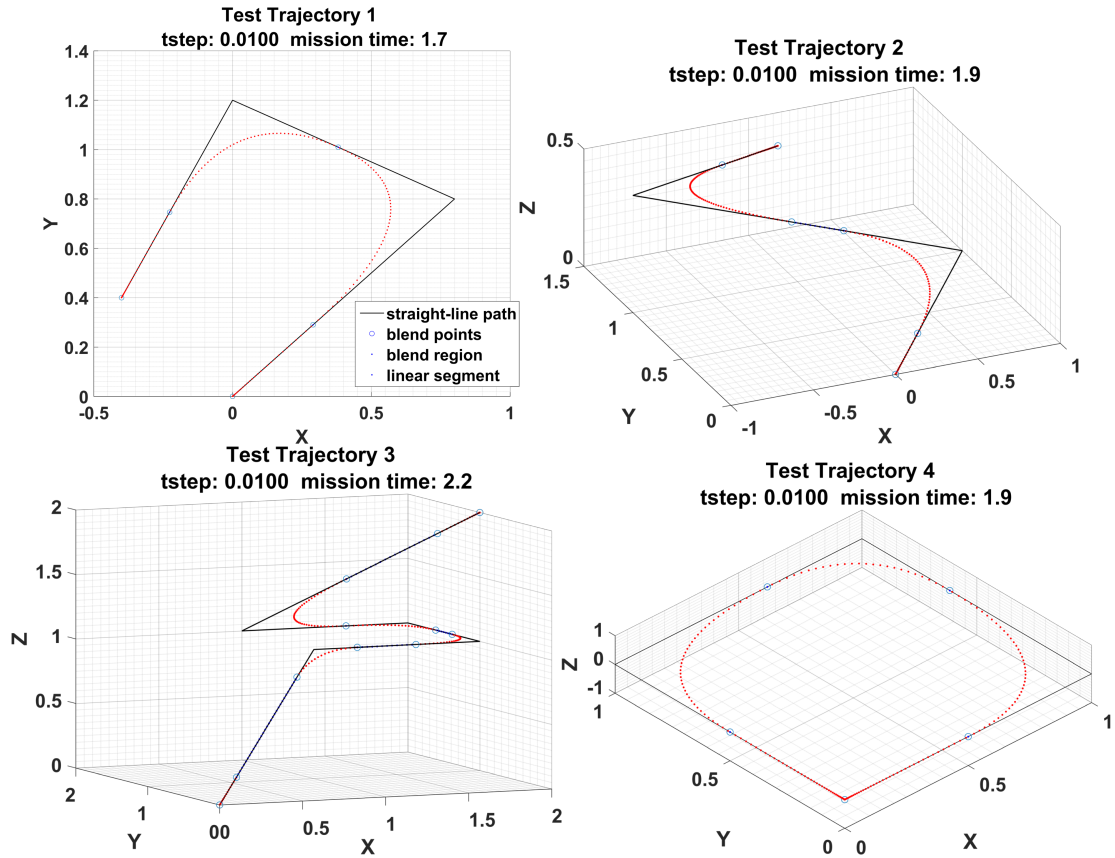 Test Trajectory 1
tstep: 0.0100 mission time: 1.7
1.4
1.2
1
0.8
0.6
0.4
0.2
0
Y
-0.5
0
0.5
1
X
straight-line path
blend points
blend region
linear segment
Test Trajectory 2
tstep: 0.0100 mission time: 1.9
0.5
0
Z
1.5
1
0.5
0
Y
-1
-0.5
0
0.5
1
X
Test Trajectory 3
tstep: 0.0100 mission time: 2.2
2
1.5
1
0.5
0
Z
2
1
0
Y
0
0.5
1
1.5
2
X
Test Trajectory 4
tstep: 0.0100 mission time: 1.9
1
0
-1
Z
1
0.5
0
Y
0
0.5
1
X